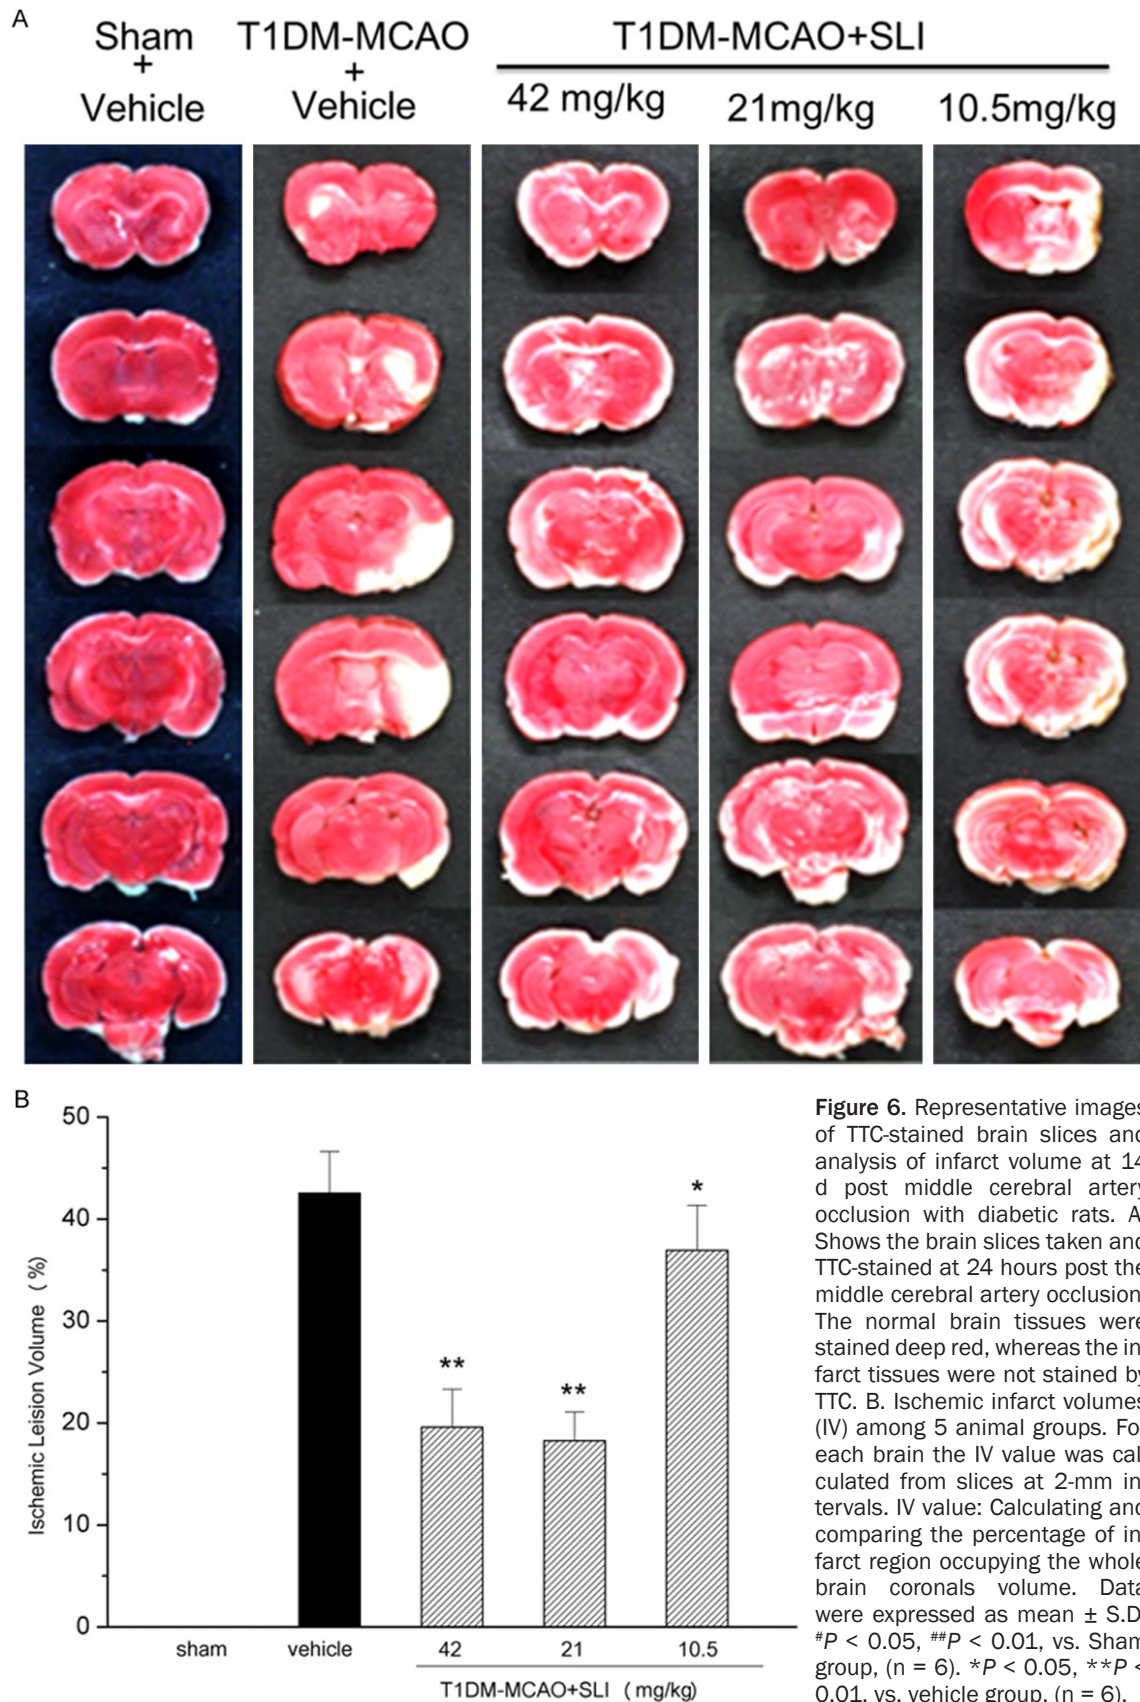 A
Sham T1DM-MCAO T1DM-MCAO+SLI
+ +
Vehicle Vehicle 42 mg/kg 21mg/kg 10.5mg/kg
B
50
40
30
20
10
0
Ischemic Leision Volume ( %)
** ** *
sham vehicle 42 21 10.5
T1DM-MCAO+SLI ( mg/kg)
Figure 6. Representative images
of TTC-stained brain slices and
analysis of infarct volume at 14
d post middle cerebral artery
occlusion with diabetic rats. A.
Shows the brain slices taken and
TTC-stained at 24 hours post the
middle cerebral artery occlusion.
The normal brain tissues were
stained deep red, whereas the in
farct tissues were not stained by
TTC. B. Ischemic infarct volumes
(IV) among 5 animal groups. For
each brain the IV value was cal
culated from slices at 2-mm in
tervals. IV value: Calculating and
comparing the percentage of in
farct region occupying the whole
brain coronals volume. Data
were expressed as mean ± S.D.
#P < 0.05, ##P < 0.01, vs. Sham
group, (n = 6). *P < 0.05, **P <
0.01, vs. vehicle group, (n = 6).